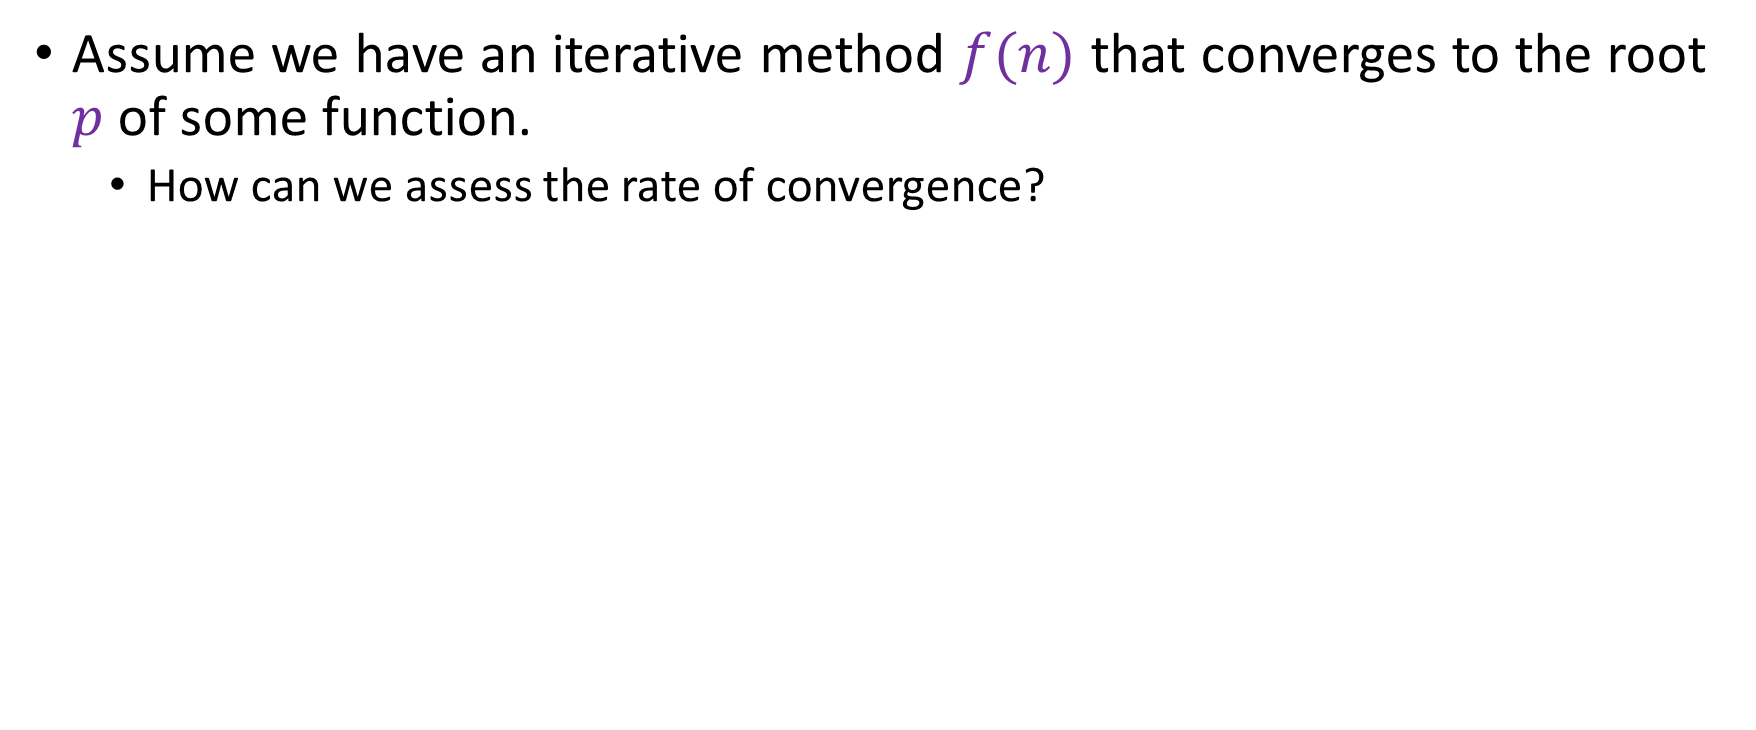 • Assume we have an iterative method f(n) that converges to the root
p of some function.
• How can we assess the rate of convergence?